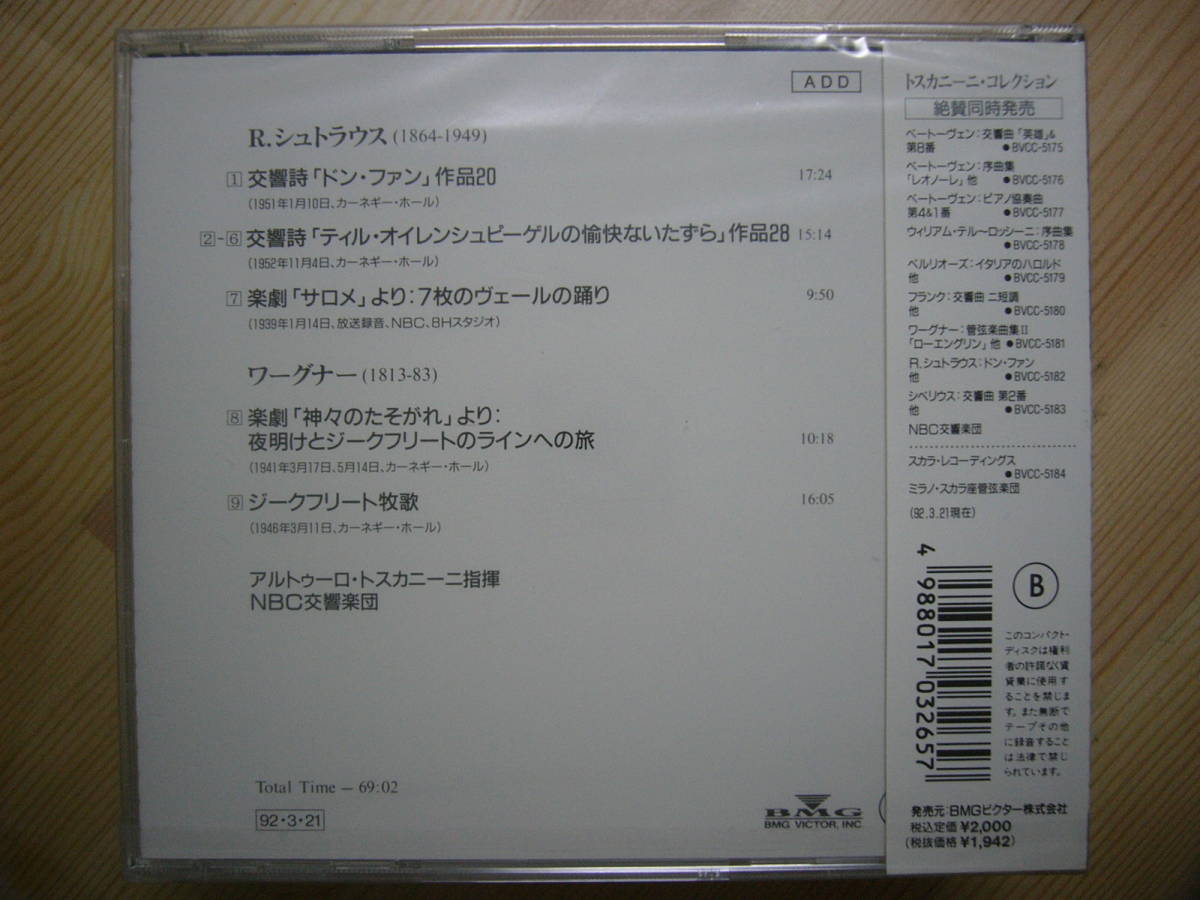 ADD
R.シュトラウス(1864-1949)
1 交響詩「ドン・ファン」作品20 17:24
(1951年1月10日、カーネギー・ホール)
2-6 交響詩「ティル・オイレンシュピーゲルの愉快ないたずら」作品28 15:14
(1952年11月4日、カーネギー・ホール)
7 楽劇「サロメ」より:7枚のヴェールの踊り 9:50
(1939年1月14日、放送録音、NBC、8Hスタジオ)
ワーグナー(1813-83)
8 楽劇「神々のたそがれ」より:
夜明けとジークフリートのラインへの旅 10:18
(1941年3月17日、5月14日、カーネギー・ホール)
9 ジークフリート牧歌 16:05
(1946年3月11日、カーネギー・ホール)
アルトゥーロ・トスカニーニ指揮
NBC交響楽団
Total Time – 69:02
92・3・21
BMG
BMG VICTOR, INC.
トスカニーニ・コレクション
絶賛同時発売
ベートーヴェン:交響曲「英雄」&
第8番 ●BVCC-5175
ベートーヴェン:序曲集
「レオノーレ」他 ●BVCC-5176
ベートーヴェン:ピアノ協奏曲
第4&1番 ●BVCC-5177
ウィリアム・テル〜ロッシーニ:序曲集
●BVCC-5178
ベルリオーズ:イタリアのハロルド
他 ●BVCC-5179
フランク:交響曲 ニ短調
他 ●BVCC-5180
ワーグナー:管弦楽曲集II
「ローエングリン」他 ●BVCC-5181
R.シュトラウス:ドン・ファン
他 ●BVCC-5182
シベリウス:交響曲 第2番
他 ●BVCC-5183
NBC交響楽団
スカラ・レコーディングス
●BVCC-5184
ミラノ・スカラ座管弦楽団
(92.3.21現在)
4 988017 032657
B
このコンパクト・
ディスクは権利
者の許諾なく賃
貸業に使用す
ることを禁じま
す。また無断で
テープその他
に録音すること
は法律で禁じ
られています。
発売元:BMGビクター株式会社
税込定価 ¥2,000
(税抜価格 ¥1,942)